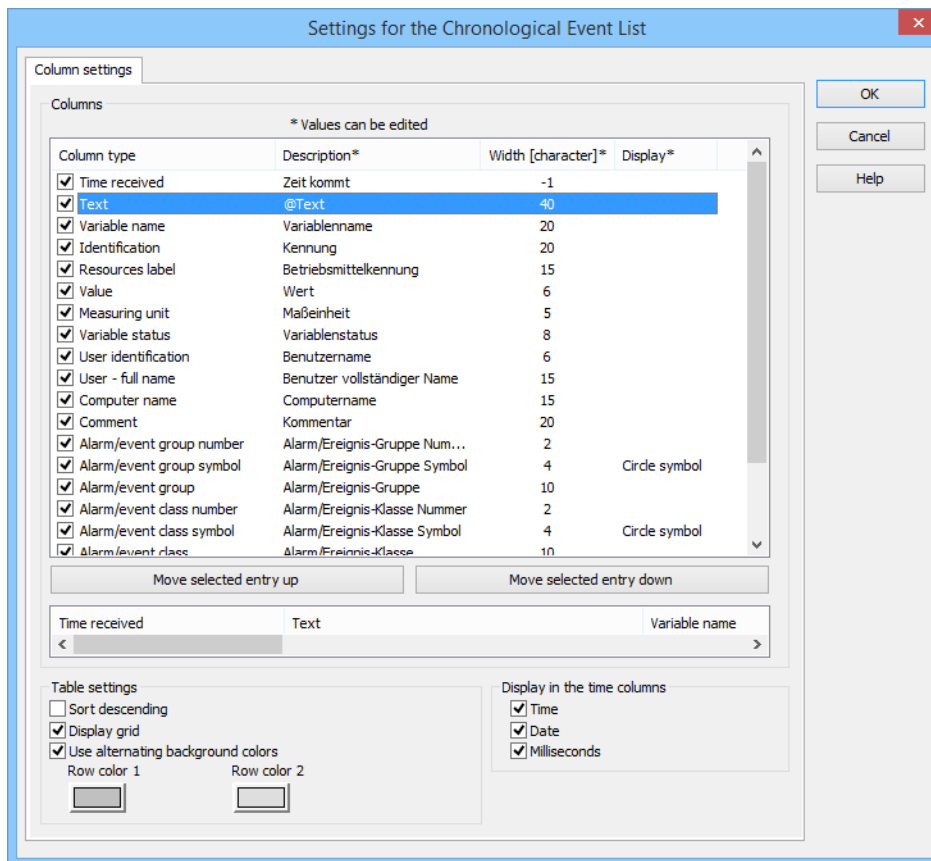 Settings for the Chronological Event List
Column settings
OK
Cancel
Help
Columns
* Values can be edited
Column type Description* Width [character]* Display*
Time received Zeit kommt -1
Text @Text 40
Variable name Variablenname 20
Identification Kennung 20
Resources label Betriebsmittelkennung 15
Value Wert 6
Measuring unit Maßeinheit 5
Variable status Variablenstatus 8
User identification Benutzername 6
User - full name Benutzer vollständiger Name 15
Computer name Computername 15
Comment Kommentar 20
Alarm/event group number Alarm/Ereignis-Gruppe Num... 2
Alarm/event group symbol Alarm/Ereignis-Gruppe Symbol 4 Circle symbol
Alarm/event group Alarm/Ereignis-Gruppe 10
Alarm/event class number Alarm/Ereignis-Klasse Nummer 2
Alarm/event class symbol Alarm/Ereignis-Klasse Symbol 4 Circle symbol
Alarm/event class Alarm/Ereignis-Klasse 10
Move selected entry up Move selected entry down
Time received Text Variable name
Table settings
Sort descending
Display grid
Use alternating background colors
Row color 1 Row color 2
Display in the time columns
Time
Date
Milliseconds